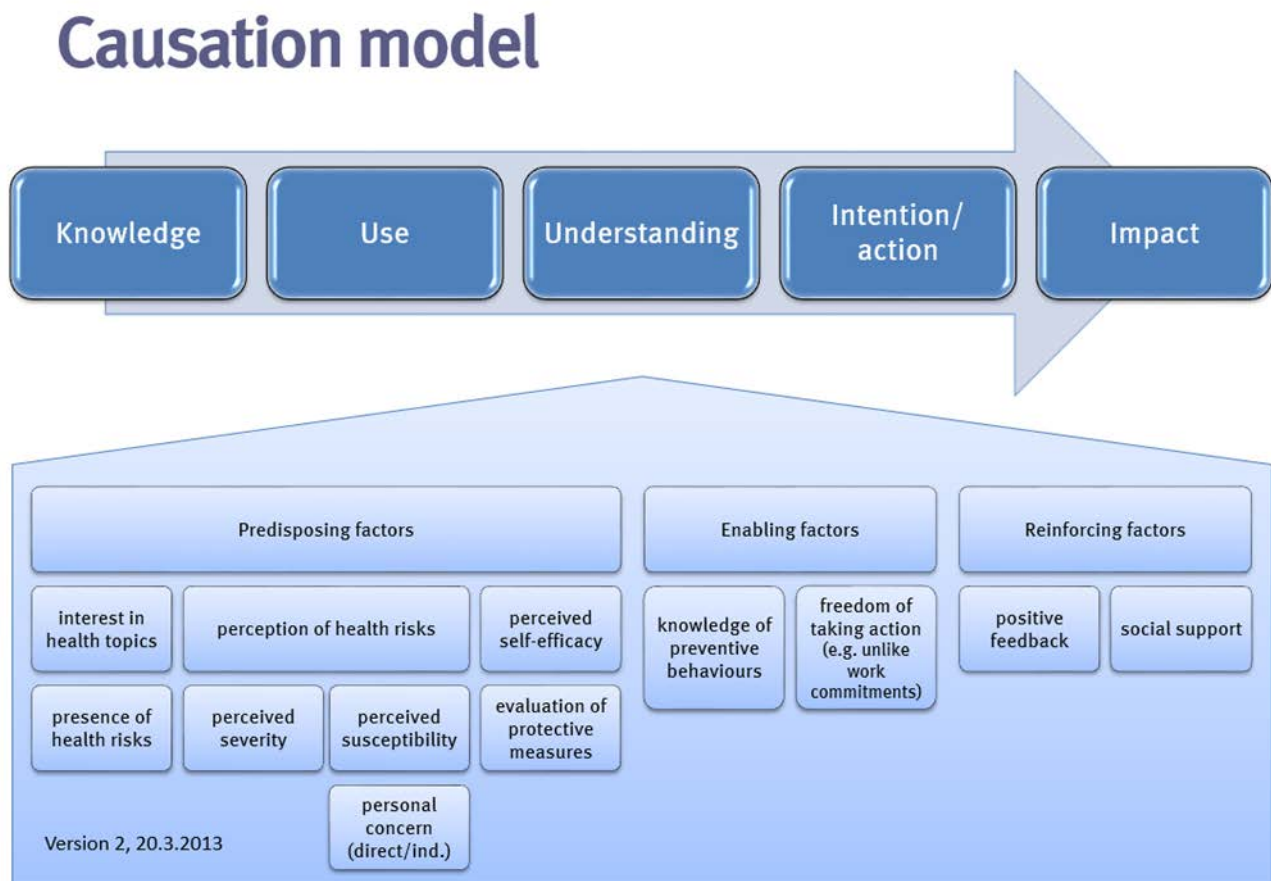 Causation model
Knowledge
Use
Understanding
Intention/
action
Impact
Predisposing factors
Enabling factors
Reinforcing factors
interest in
health topics
perception of health risks
perceived
self-efficacy
knowledge of
preventive
behaviours
freedom of
taking action
(e.g. unlike
work
commitments)
positive
feedback
social support
presence of
health risks
perceived
severity
perceived
susceptibility
evaluation of
protective
measures
personal
concern
(direct/ind.)
Version 2, 20.3.2013